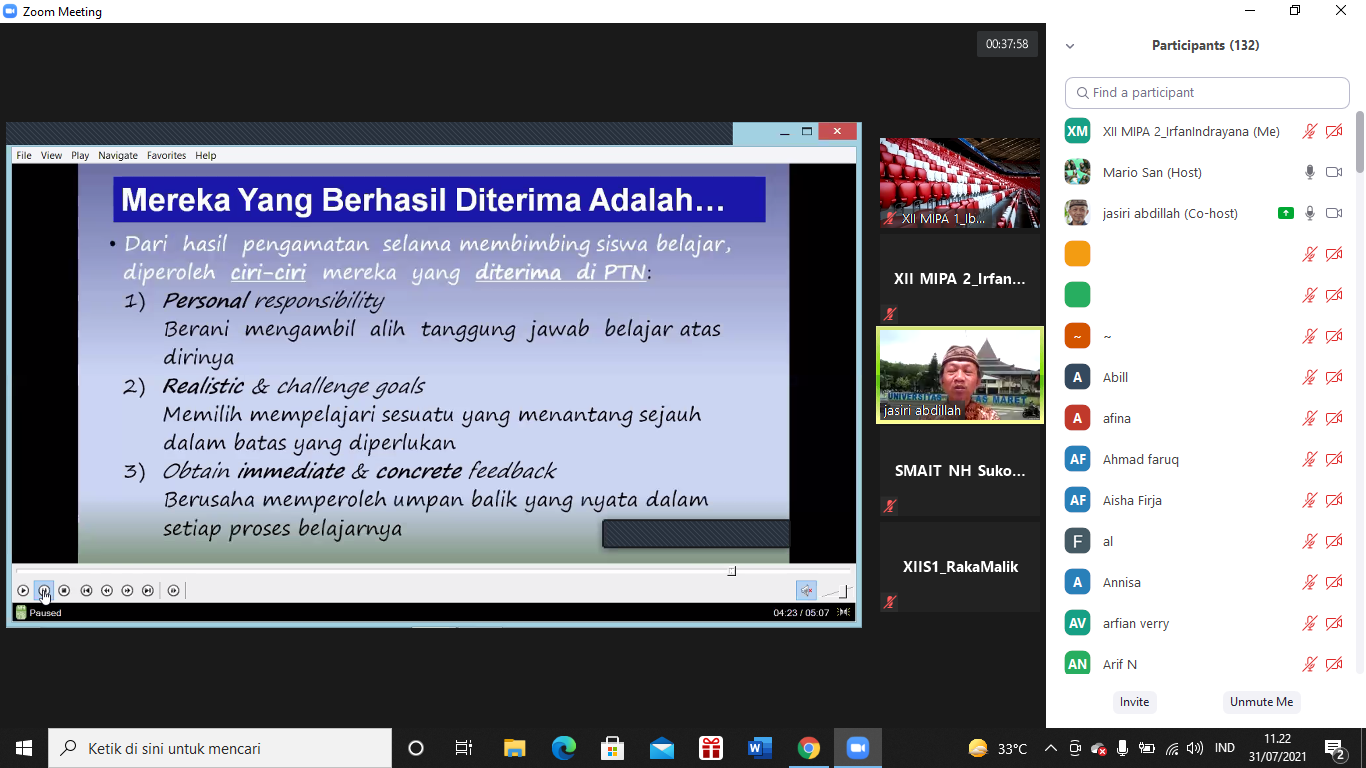 Zoom Meeting
00:37:58
File View Play Navigate Favorites Help
Mereka Yang Berhasil Diterima Adalah...
• Dari hasil pengamatan selama membimbing siswa belajar,
diperoleh ciri-ciri mereka yang diterima di PTN:
1) Personal responsibility
Berani mengambil alih tanggung jawab belajar atas
dirinya
2) Realistic & challenge goals
Memilih mempelajari sesuatu yang menantang sejauh
dalam batas yang diperlukan
3) Obtain immediate & concrete feedback
Berusaha memperoleh umpan balik yang nyata dalam
setiap proses belajarnya
Paused
04:23 / 05:07
XII MIPA 1_Ib...
XII MIPA 2_Irfan...
UNIVERSITAS MARET
jasiri abdillah
SMAIT NH Suko...
XIIS1_RakaMalik
Participants (132)
Find a participant
XM XII MIPA 2_IrfanIndrayana (Me)
Mario San (Host)
jasiri abdillah (Co-host)
~ ~
A Abill
A afina
AF Ahmad faruq
AF Aisha Firja
F al
A Annisa
AV arfian verry
AN Arif N
Invite
Unmute Me
Ketik di sini untuk mencari
33°C
IND
11.22
31/07/2021
2